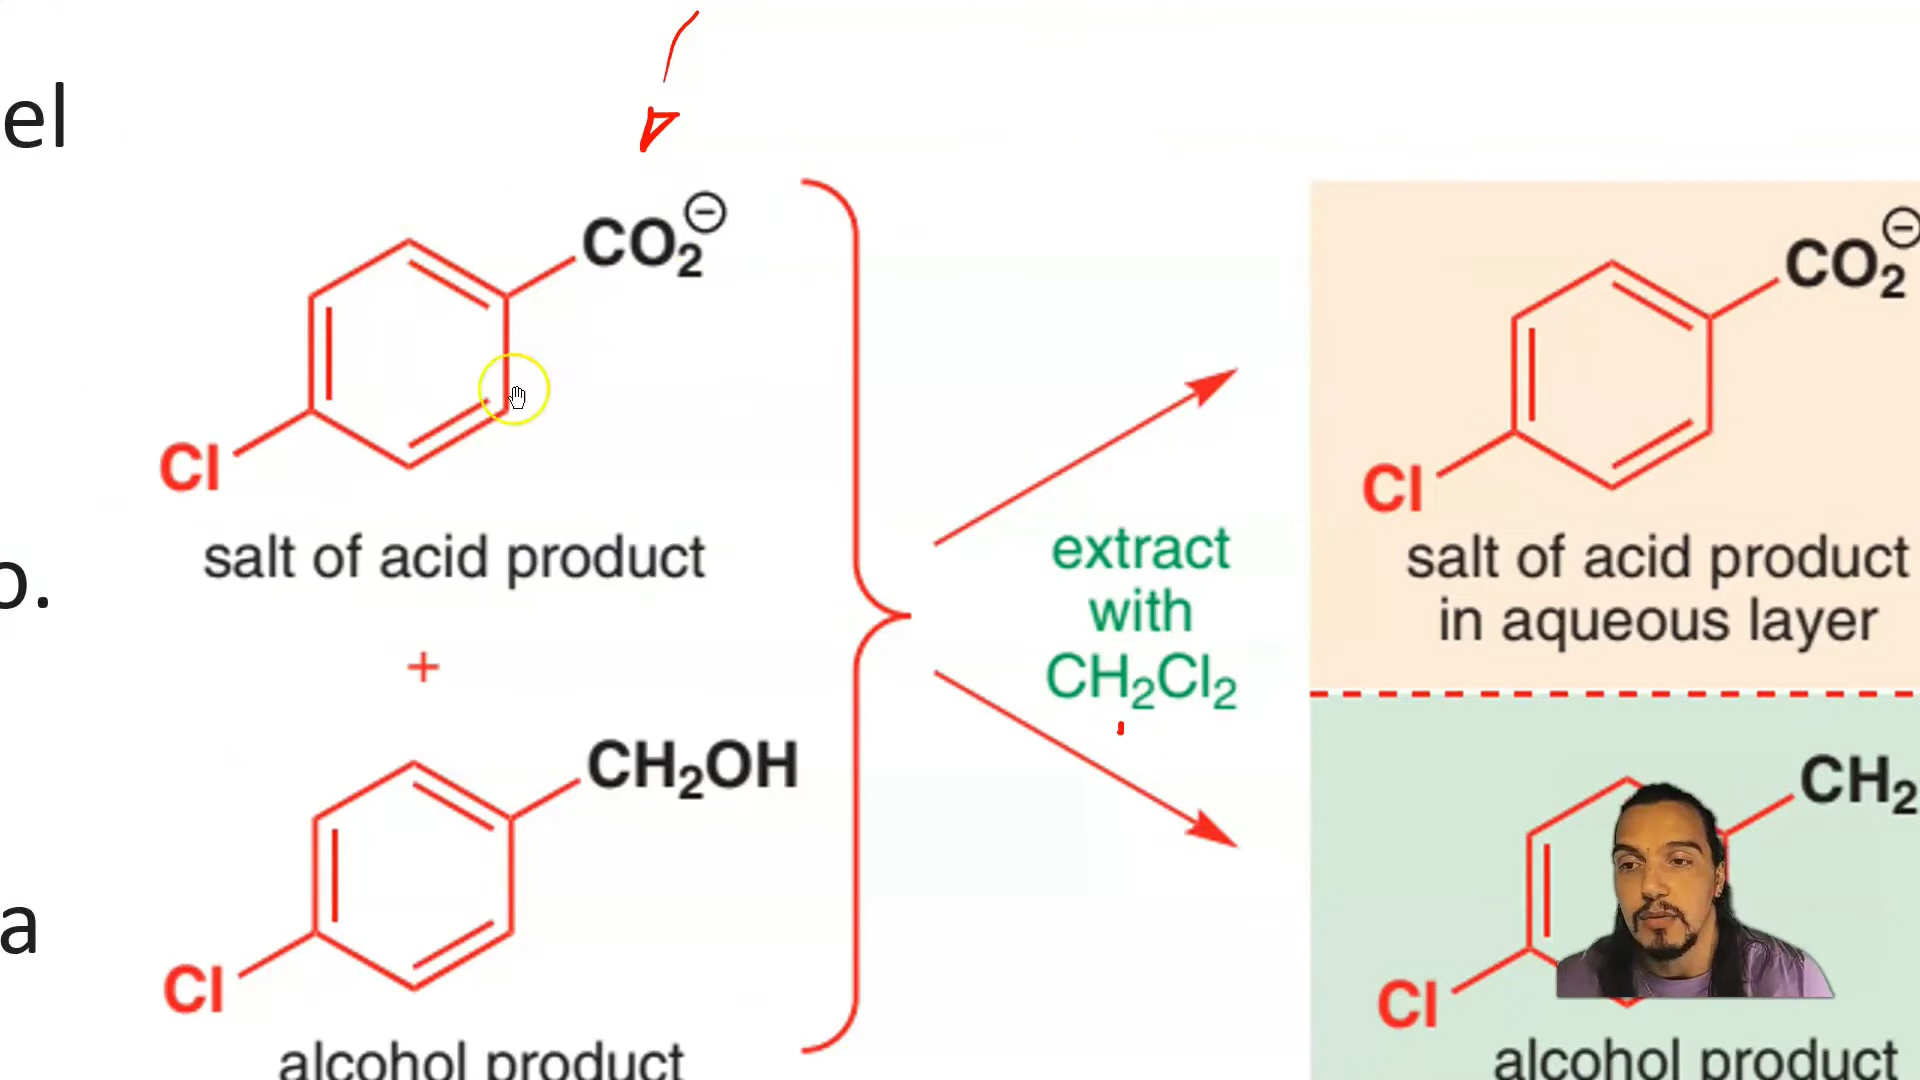 el
CO₂⊖
Cl
salt of acid product
+
CH₂OH
Cl
alcohol product
o.
a
extract
with
CH₂Cl₂
CO₂⊖
Cl
salt of acid product
in aqueous layer
CH₂
Cl
alcohol product